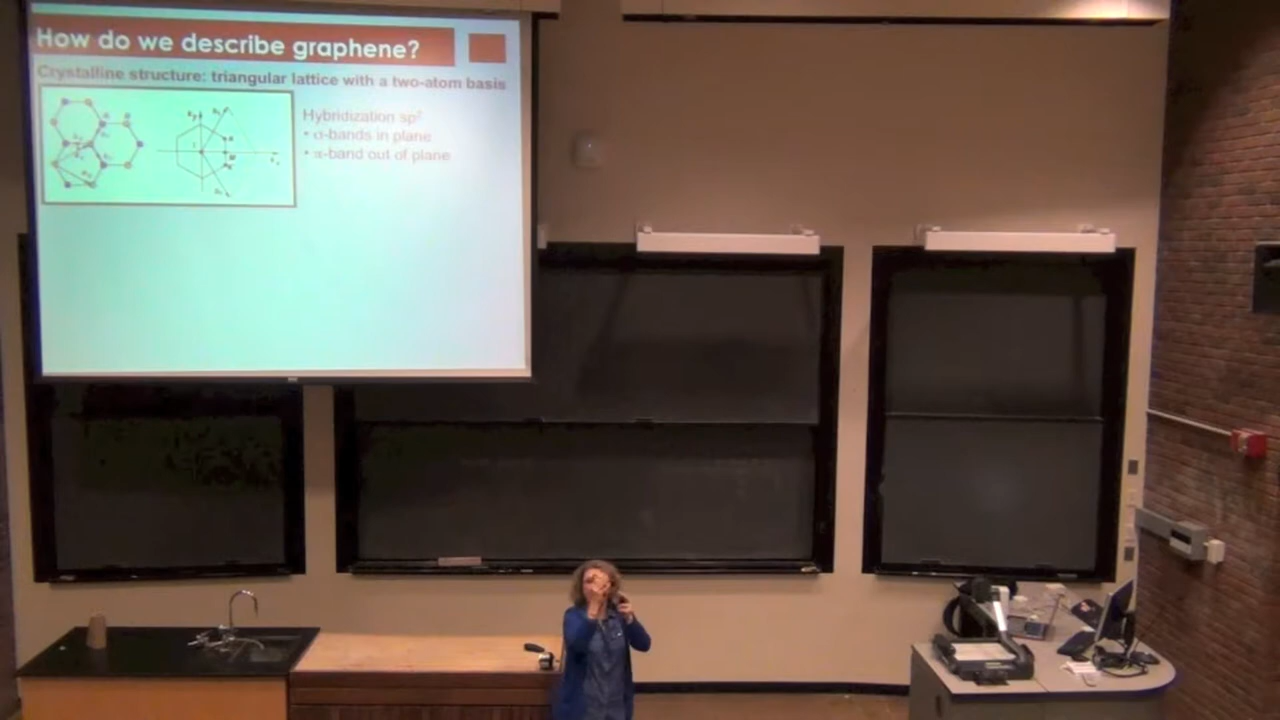 How do we describe graphene?
Crystalline structure: triangular lattice with a two-atom basis
Hybridization sp²
• σ-bands in plane
• π-band out of plane